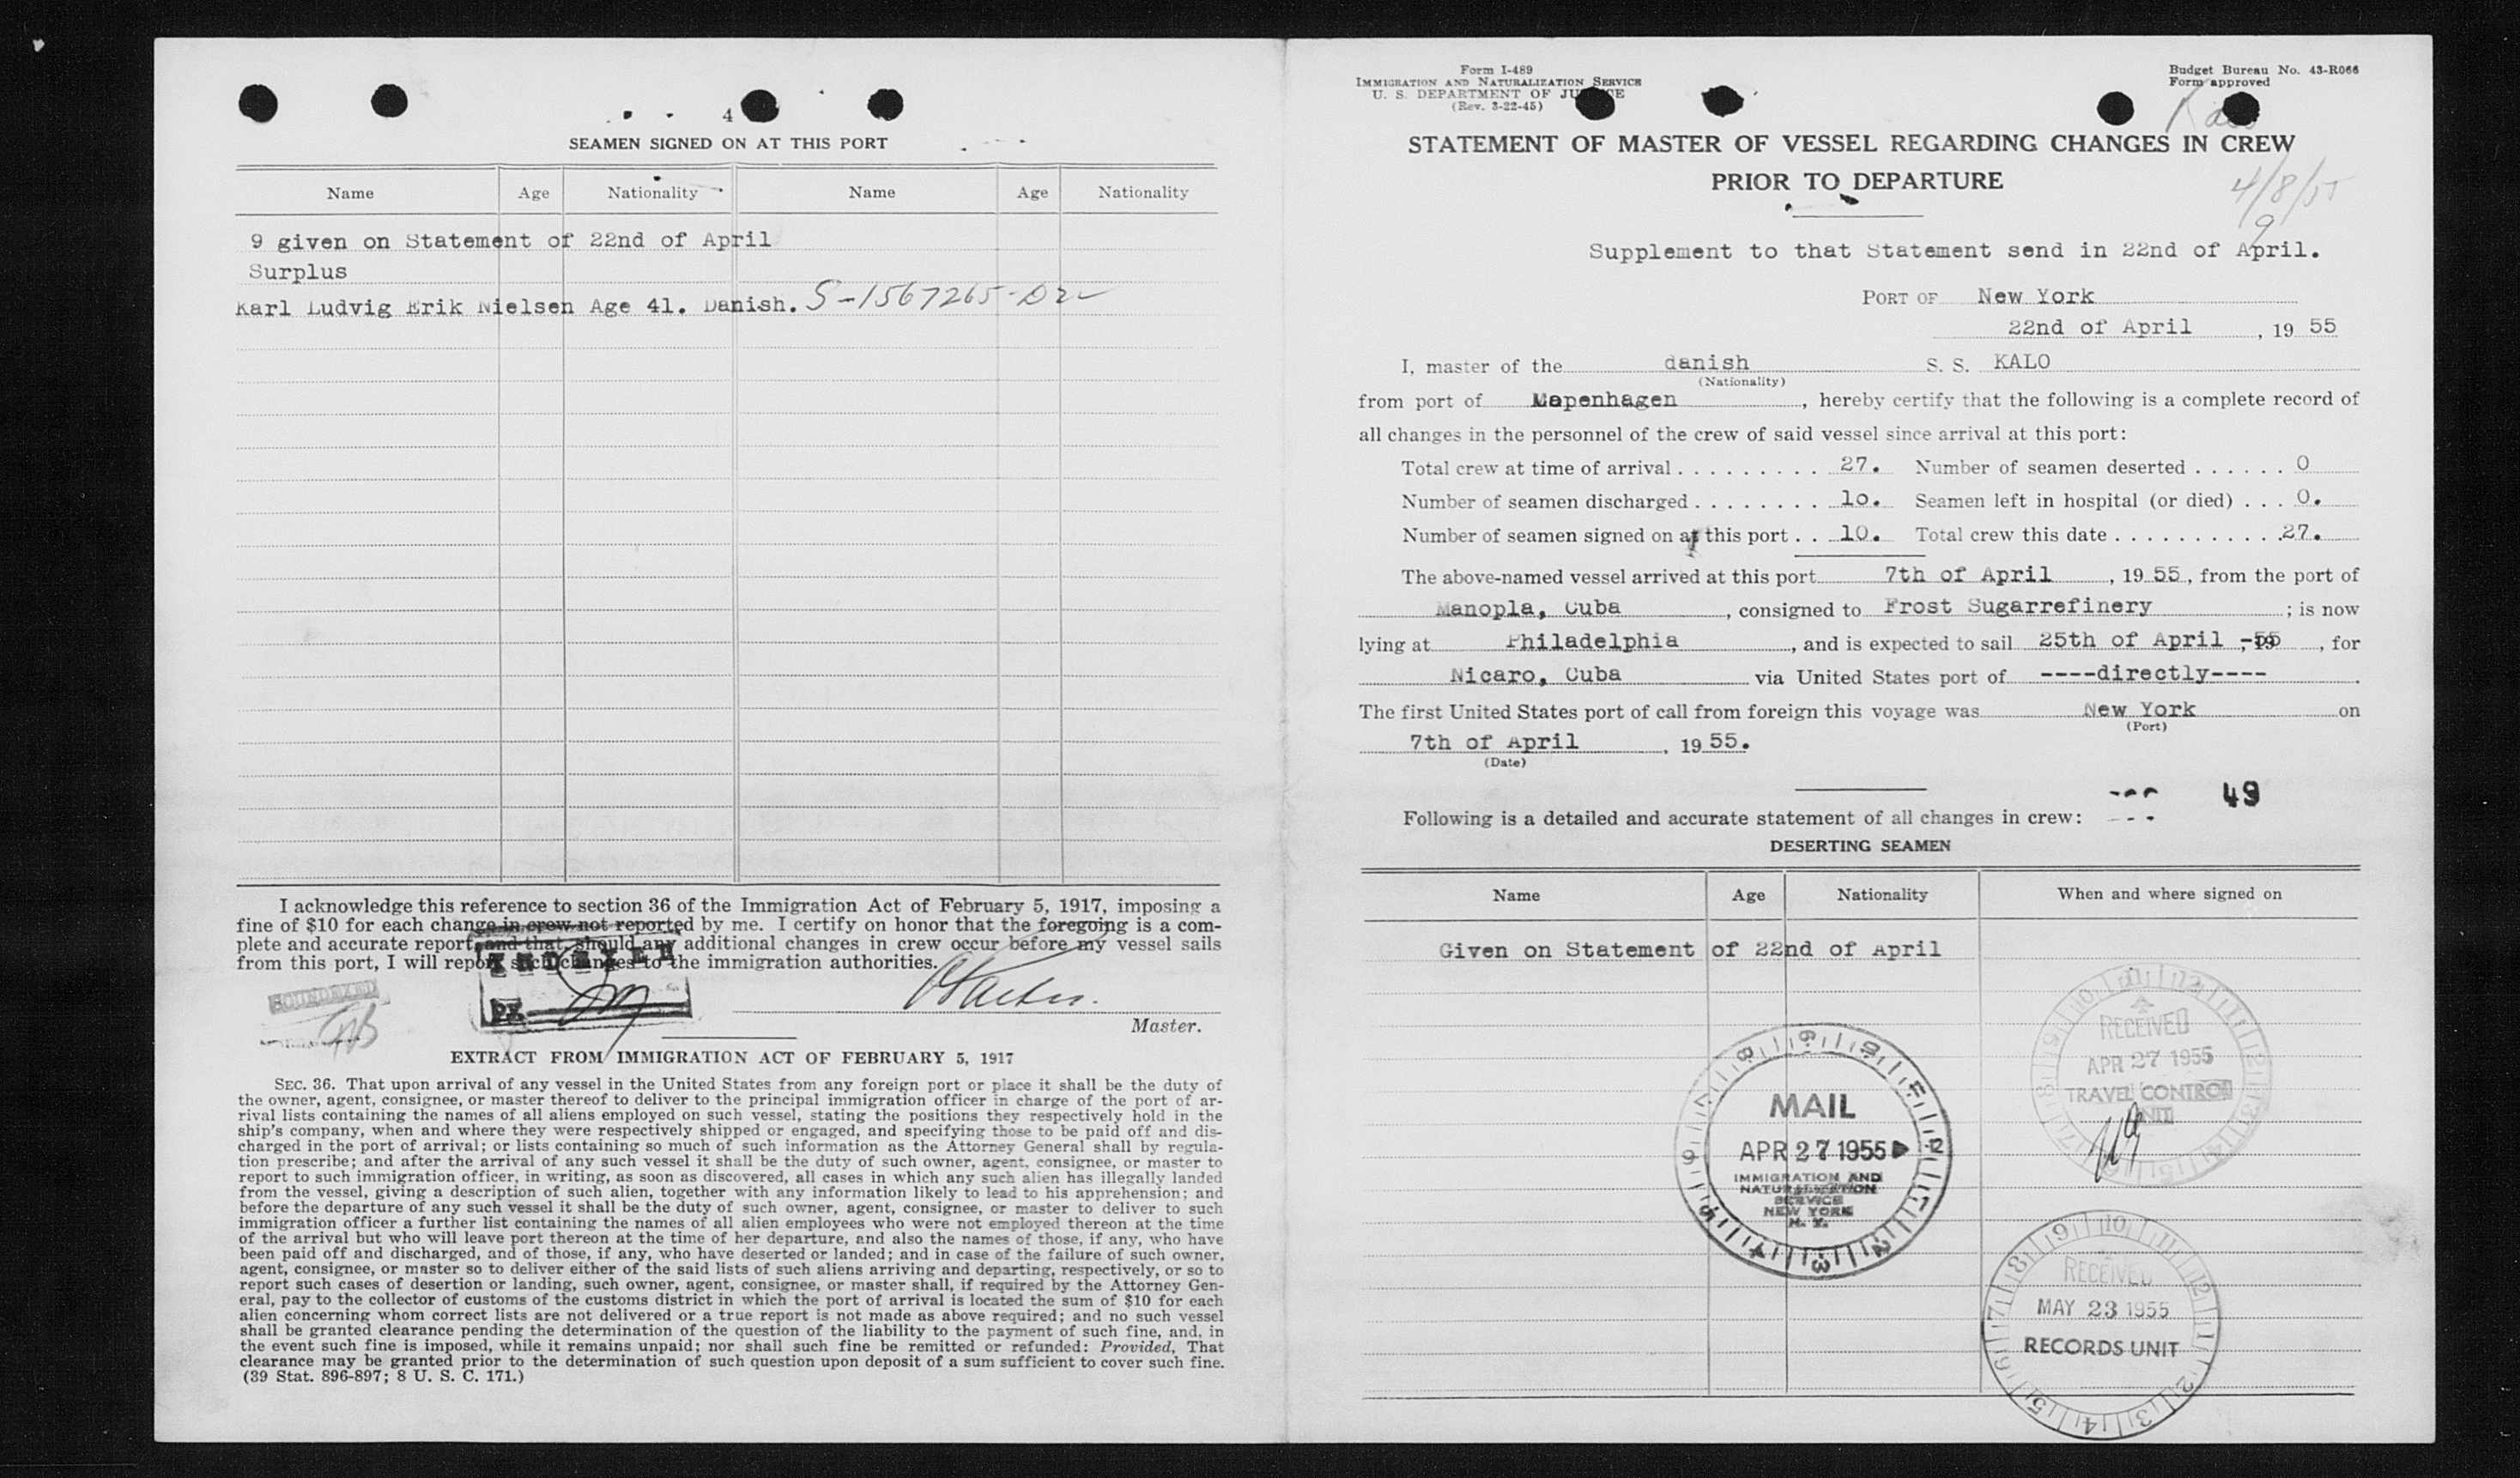 4
SEAMEN SIGNED ON AT THIS PORT
Name Age Nationality Name Age Nationality
9 given on Statement of 22nd of April
Surplus
Karl Ludvig Erik Nielsen Age 41. Danish. S-1567265-D
I acknowledge this reference to section 36 of the Immigration Act of February 5, 1917, imposing a
fine of $10 for each change in crew not reported by me. I certify on honor that the foregoing is a com-
plete and accurate report, and that, should any additional changes in crew occur before my vessel sails
from this port, I will report such changes to the immigration authorities.
Master.
EXTRACT FROM IMMIGRATION ACT OF FEBRUARY 5, 1917
SEC. 36. That upon arrival of any vessel in the United States from any foreign port or place it shall be the duty of
the owner, agent, consignee, or master thereof to deliver to the principal immigration officer in charge of the port of ar-
rival lists containing the names of all aliens employed on such vessel, stating the positions they respectively hold in the
ship's company, when and where they were respectively shipped or engaged, and specifying those to be paid off and dis-
charged in the port of arrival; or lists containing so much of such information as the Attorney General shall by regula-
tion prescribe; and after the arrival of any such vessel it shall be the duty of such owner, agent, consignee, or master to
report to such immigration officer, in writing, as soon as discovered, all cases in which any such alien has illegally landed
from the vessel, giving a description of such alien, together with any information likely to lead to his apprehension; and
before the departure of any such vessel it shall be the duty of such owner, agent, consignee, or master to deliver to such
immigration officer a further list containing the names of all alien employees who were not employed thereon at the time
of the arrival but who will leave port thereon at the time of her departure, and also the names of those, if any, who have
been paid off and discharged, and of those, if any, who have deserted or landed; and in case of the failure of such owner,
agent, consignee, or master so to deliver either of the said lists of such aliens arriving and departing, respectively, or so to
report such cases of desertion or landing, such owner, agent, consignee, or master shall, if required by the Attorney Gen-
eral, pay to the collector of customs of the customs district in which the port of arrival is located the sum of $10 for each
alien concerning whom correct lists are not delivered or a true report is not made as above required; and no such vessel
shall be granted clearance pending the determination of the question of the liability to the payment of such fine, and, in
the event such fine is imposed, while it remains unpaid; nor shall such fine be remitted or refunded: Provided, That
clearance may be granted prior to the determination of such question upon deposit of a sum sufficient to cover such fine.
(39 Stat. 896-897; 8 U. S. C. 171.)
Form I-489
IMMIGRATION AND NATURALIZATION SERVICE
U. S. DEPARTMENT OF JUSTICE
(Rev. 3-22-45)
Budget Bureau No. 43-R066
Form approved
STATEMENT OF MASTER OF VESSEL REGARDING CHANGES IN CREW
PRIOR TO DEPARTURE
4/8/55
9
Supplement to that Statement send in 22nd of April.
PORT OF New York
22nd of April, 19 55
I, master of the danish S. S. KALO
(Nationality)
from port of penhagen, hereby certify that the following is a complete record of
all changes in the personnel of the crew of said vessel since arrival at this port:
Total crew at time of arrival . . . . . . . . . 27. Number of seamen deserted . . . . . . 0
Number of seamen discharged . . . . . . . . 1o. Seamen left in hospital (or died) . . . 0.
Number of seamen signed on at this port . . 10. Total crew this date . . . . . . . . . . . 27.
The above-named vessel arrived at this port 7th of April, 19 55, from the port of
Manopla, Cuba, consigned to Frost Sugarrefinery; is now
lying at Philadelphia, and is expected to sail 25th of April, -55, for
Nicaro, Cuba via United States port of ----directly----.
The first United States port of call from foreign this voyage was New York on
(Port)
7th of April, 19 55.
(Date)
49
Following is a detailed and accurate statement of all changes in crew:
DESERTING SEAMEN
Name Age Nationality When and where signed on
Given on Statement of 22nd of April
RECEIVED
APR 27 1955
TRAVEL CONTROL
UNIT
MAIL
APR 27 1955
IMMIGRATION AND
NATURALIZATION
SERVICE
NEW YORK
N. Y.
RECEIVED
MAY 23 1955
RECORDS UNIT